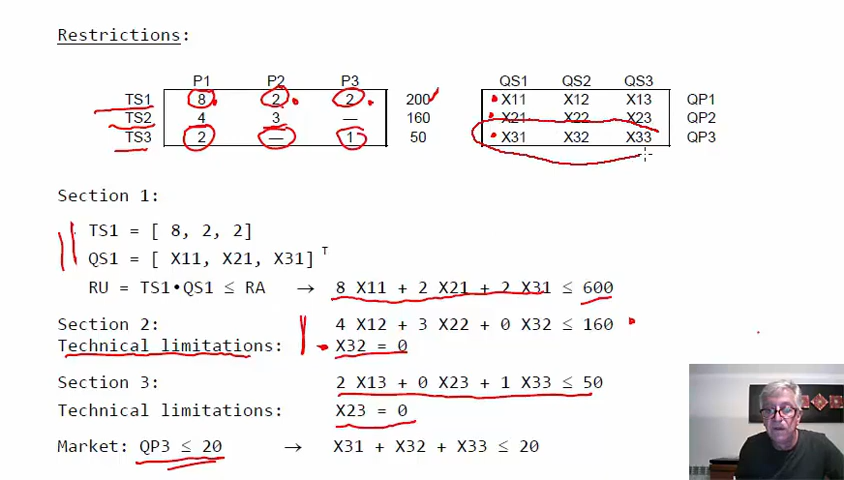 Restrictions:
P1 P2 P3 QS1 QS2 QS3
TS1 8 2 2 200 X11 X12 X13 QP1
TS2 4 3 — 160 X21 X22 X23 QP2
TS3 2 — 1 50 X31 X32 X33 QP3
Section 1:
TS1 = [ 8, 2, 2]
QS1 = [ X11, X21, X31] T
RU = TS1•QS1 ≤ RA → 8 X11 + 2 X21 + 2 X31 ≤ 600
Section 2: 4 X12 + 3 X22 + 0 X32 ≤ 160
Technical limitations: X32 = 0
Section 3: 2 X13 + 0 X23 + 1 X33 ≤ 50
Technical limitations: X23 = 0
Market: QP3 ≤ 20 → X31 + X32 + X33 ≤ 20